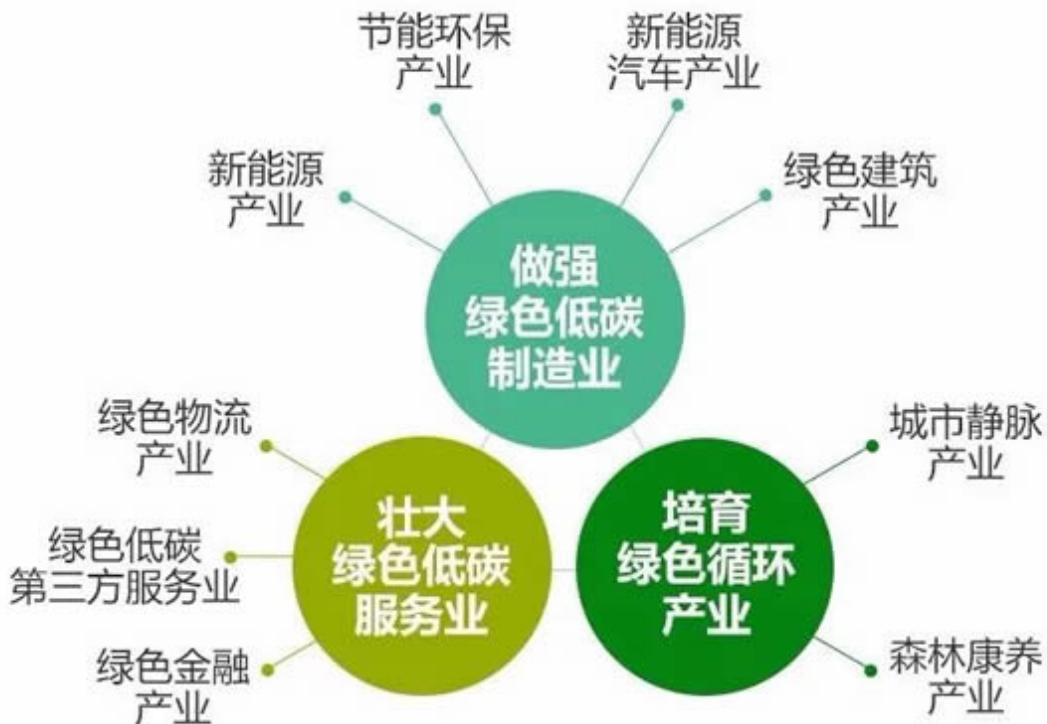 节能环保
产业
新能源
汽车产业
新能源
产业
绿色建筑
产业
做强
绿色低碳
制造业
绿色物流
产业
城市静脉
产业
壮大
绿色低碳
服务业
培育
绿色循环
产业
绿色低碳
第三方服务业
绿色金融
产业
森林康养
产业